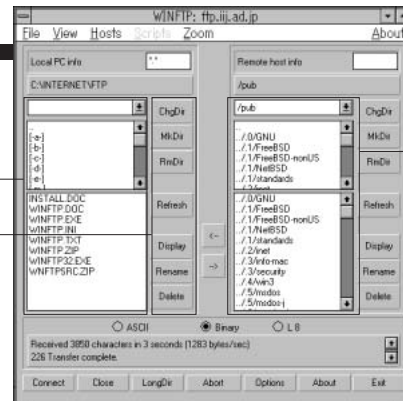 WINFTP: ftp.iij.ad.jp
File View Hosts Scripts Zoom About
Local PC info
*.*
C:\INTERNET\FTP
ChgDir
MkDir
RmDir
..
[-a-]
[-b-]
[-c-]
[-d-]
[-e-]
INSTALL.DOC
WINFTP.DOC
WINFTP.EXE
WINFTP.INI
WINFTP.TXT
WINFTP.ZIP
WINFTP32.EXE
WNFTPSRC.ZIP
Refresh
Display
Rename
Delete
<--
-->
Remote host info
/pub
/pub
ChgDir
MkDir
RmDir
..
../.0/GNU
../.1/FreeBSD
../.1/FreeBSD-nonUS
../.1/NetBSD
../.1/standards
../.2/inet
../.0/GNU
../.1/FreeBSD
../.1/FreeBSD-nonUS
../.1/NetBSD
../.1/standards
../.2/inet
../.3/info-mac
../.3/security
../.4/win3
../.5/msdos
../.5/msdos-j
Refresh
Display
Rename
Delete
ASCII Binary L 8
Received 3850 characters in 3 seconds (1283 bytes/sec)
226 Transfer complete.
Connect Close LongDir Abort Options About Exit